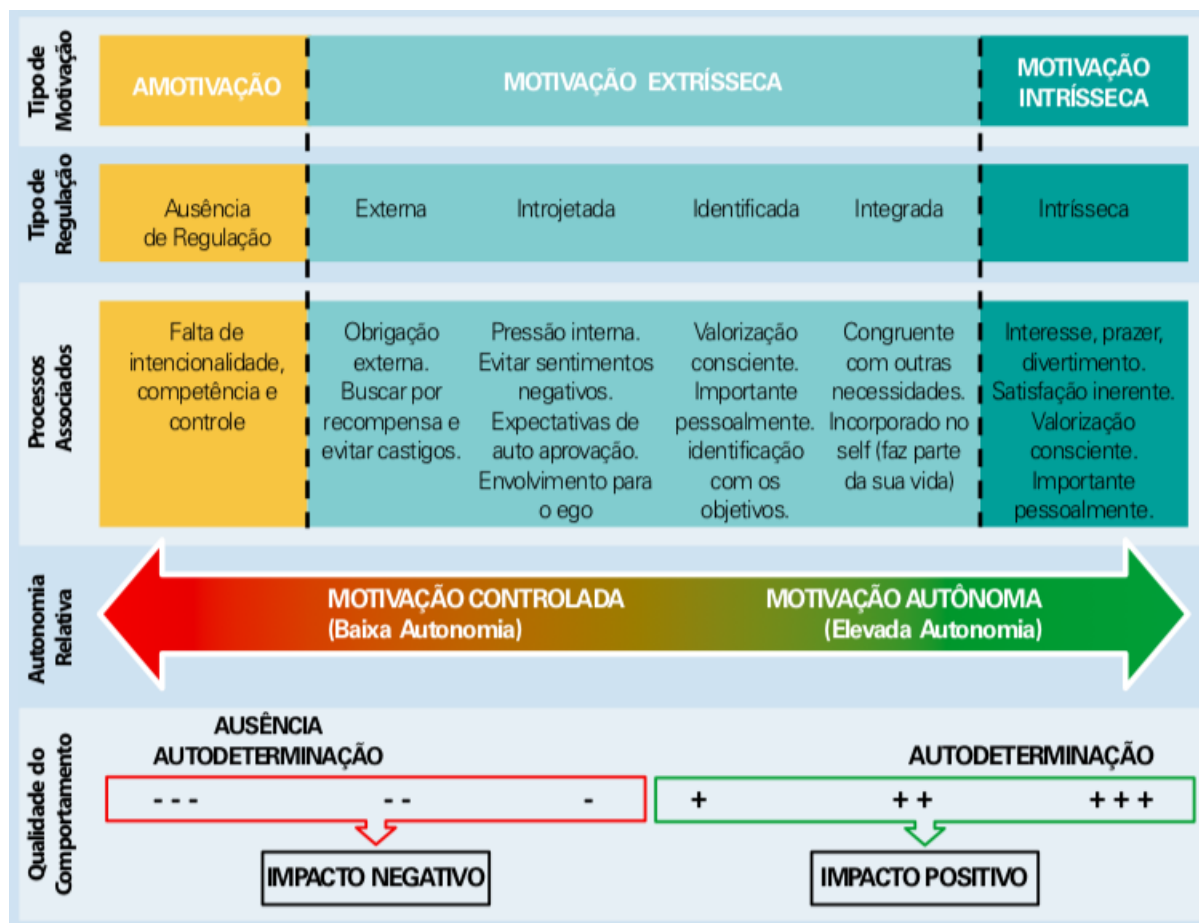 Tipo de
Motivação
AMOTIVAÇÃO
MOTIVAÇÃO EXTRÍSSECA
MOTIVAÇÃO
INTRÍSSECA
Tipo de
Regulação
Ausência
de Regulação
Externa
Introjetada
Identificada
Integrada
Intrísseca
Processos
Associados
Falta de
intencionalidade,
competência e
controle
Obrigação
externa.
Buscar por
recompensa e
evitar castigos.
Pressão interna.
Evitar sentimentos
negativos.
Expectativas de
auto aprovação.
Envolvimento para
o ego
Valorização
consciente.
Importante
pessoalmente.
identificação
com os
objetivos.
Congruente
com outras
necessidades.
Incorporado no
self (faz parte
da sua vida)
Interesse, prazer,
divertimento.
Satisfação inerente.
Valorização
consciente.
Importante
pessoalmente.
Autonomia
Relativa
MOTIVAÇÃO CONTROLADA
(Baixa Autonomia)
MOTIVAÇÃO AUTÔNOMA
(Elevada Autonomia)
Qualidade do
Comportamento
AUSÊNCIA
AUTODETERMINAÇÃO
AUTODETERMINAÇÃO
- - - -- -
+ ++ +++
IMPACTO NEGATIVO
IMPACTO POSITIVO